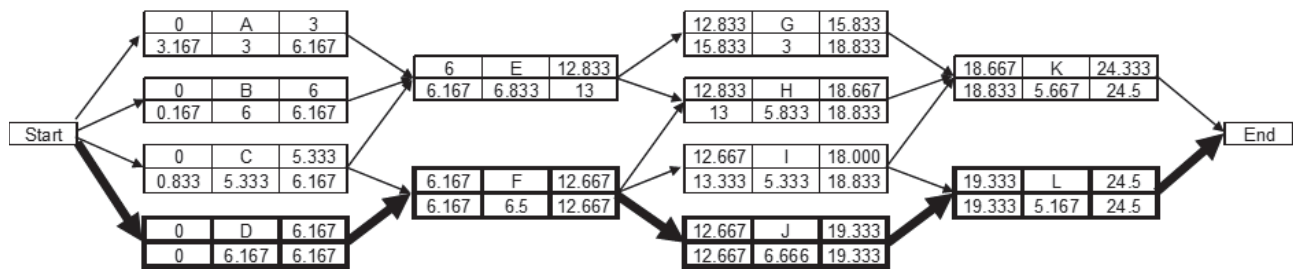 Start
0 A 3
3.167 3 6.167
0 B 6
0.167 6 6.167
0 C 5.333
0.833 5.333 6.167
0 D 6.167
0 6.167 6.167
6 E 12.833
6.167 6.833 13
6.167 F 12.667
6.167 6.5 12.667
12.833 G 15.833
15.833 3 18.833
12.833 H 18.667
13 5.833 18.833
12.667 I 18.000
13.333 5.333 18.833
12.667 J 19.333
12.667 6.666 19.333
18.667 K 24.333
18.833 5.667 24.5
19.333 L 24.5
19.333 5.167 24.5
End